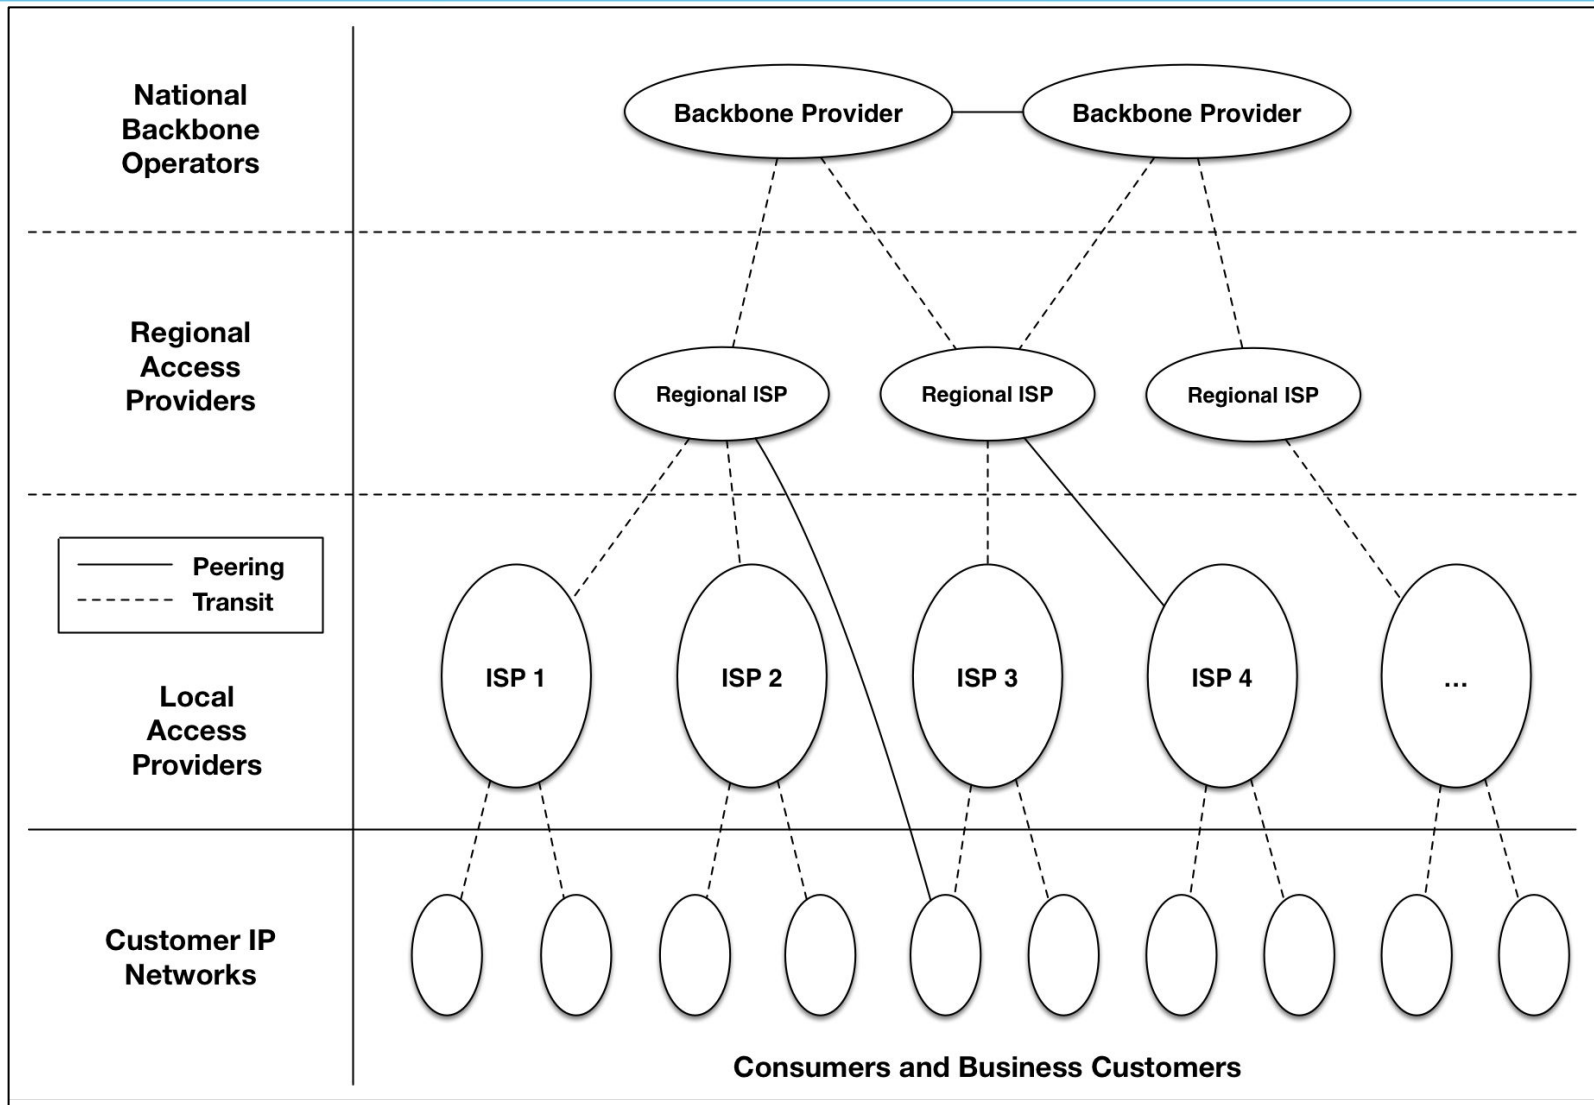 National
Backbone
Operators
Backbone Provider
Backbone Provider
Regional
Access
Providers
Regional ISP
Regional ISP
Regional ISP
Peering
Transit
Local
Access
Providers
ISP 1
ISP 2
ISP 3
ISP 4
...
Customer IP
Networks
Consumers and Business Customers